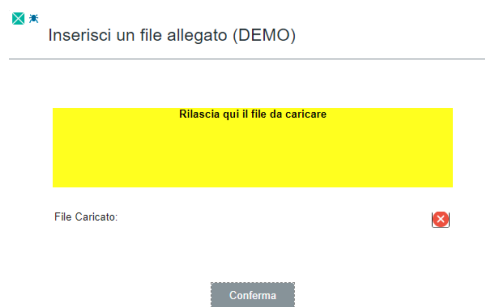 Inserisci un file allegato (DEMO)
Rilascia qui il file da caricare
File Caricato:
Conferma